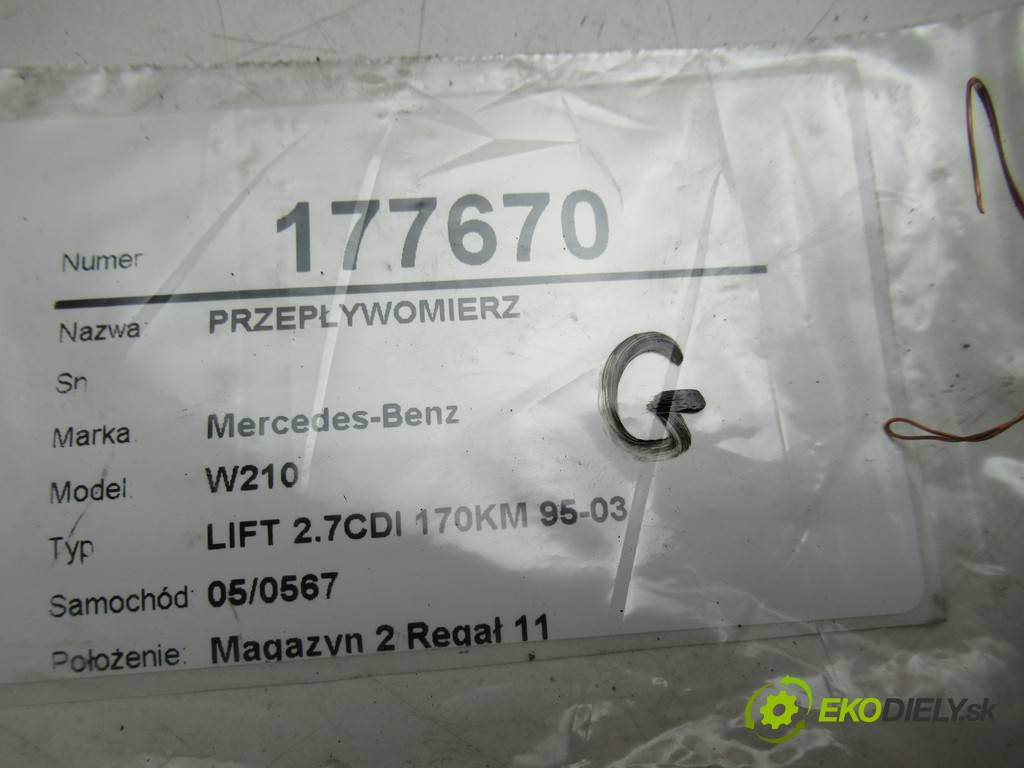 Numer 177670
Nazwa: PRZEPŁYWOMIERZ
Sn
G
Marka Mercedes-Benz
Model. W210
Typ LIFT 2.7CDI 170KM 95-03
Samochód: 05/0567
Położenie: Magazyn 2 Regał 11
EKODIELY.sk